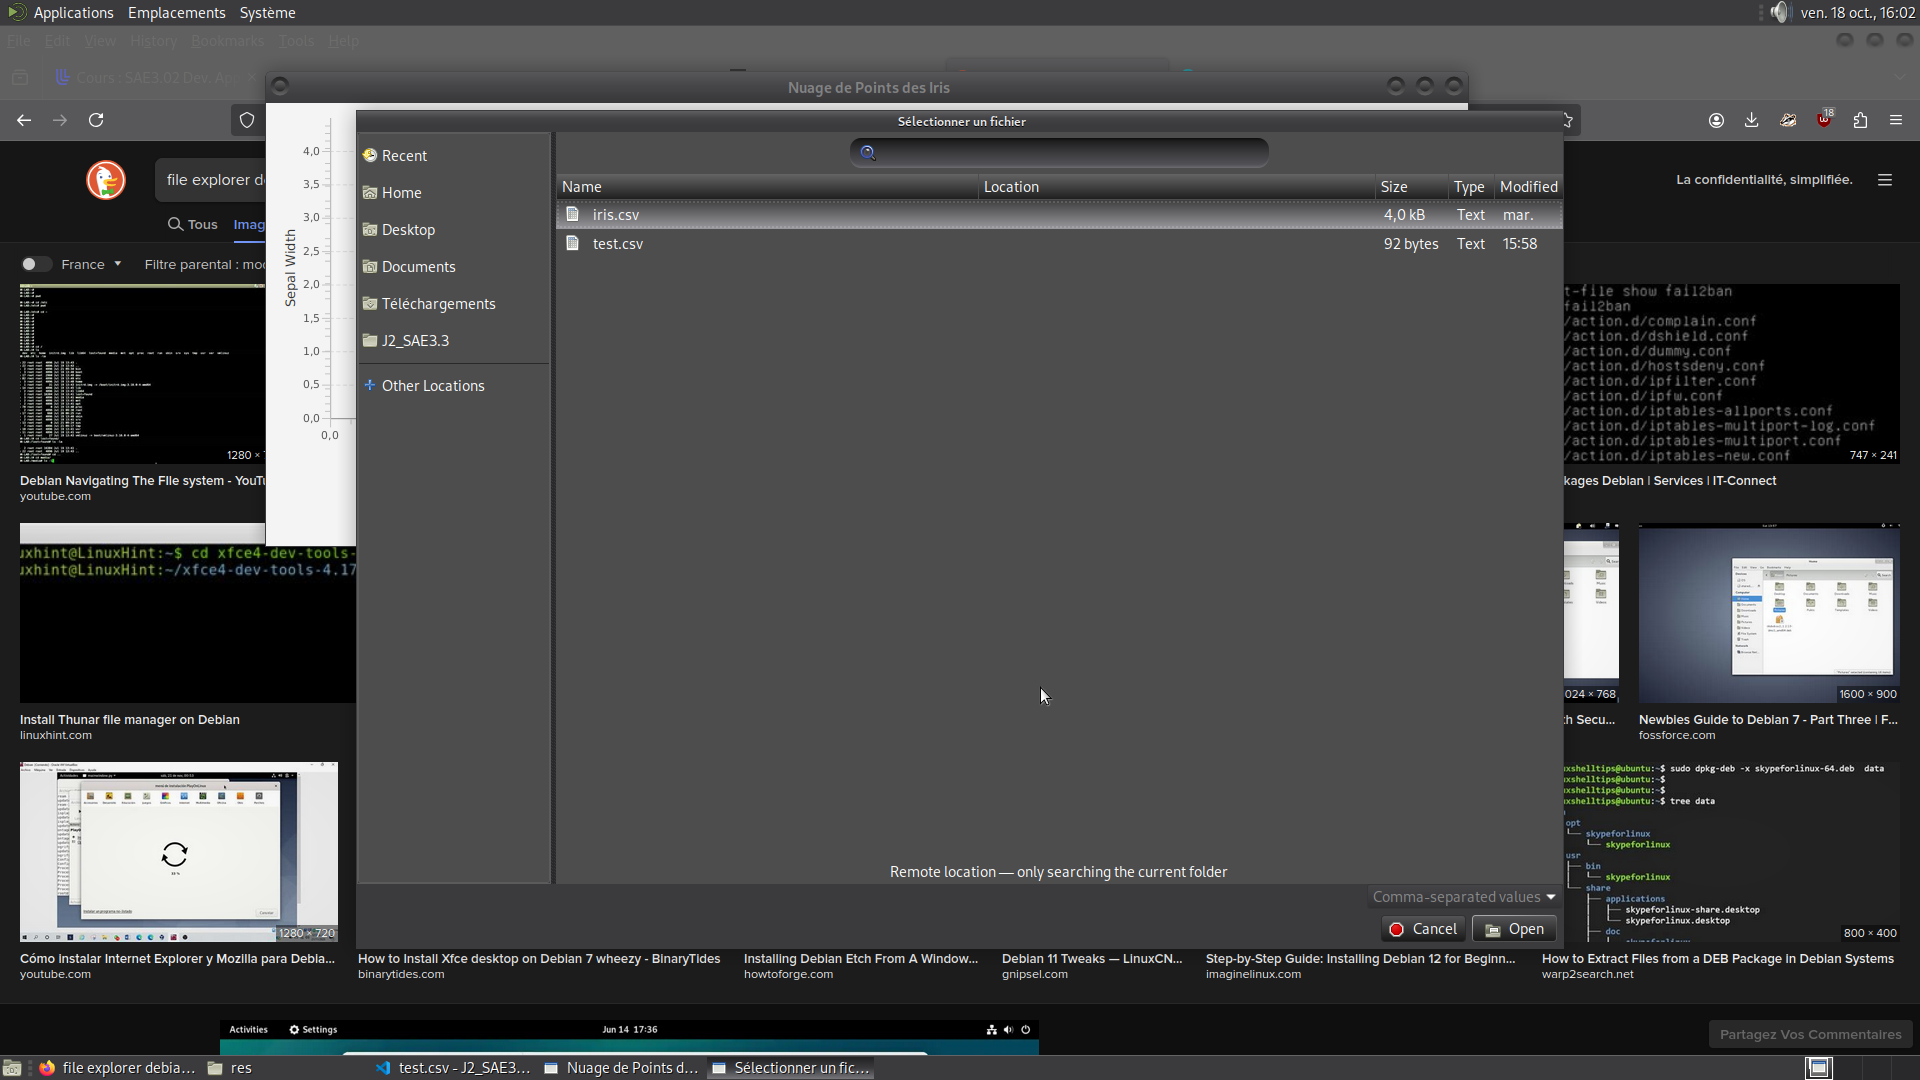 Applications Emplacements Système
ven. 18 oct., 16:02
File Edit View History Bookmarks Tools Help
Cours : SAE3.02 Dev. Ap
Nuage de Points des Iris
18
Sélectionner un fichier
file explorer d
La confidentialité, simplifiée.
Tous
Imag
France
Filtre parental : mo
4,0
3,5
3,0
2,5
2,0
1,5
1,0
0,5
0,0
0,0
Sepal Width
Recent
Home
Desktop
Documents
Téléchargements
J2_SAE3.3
Other Locations
Name Location Size Type Modified
iris.csv 4,0 kB Text mar.
test.csv 92 bytes Text 15:58
Remote location — only searching the current folder
Comma-separated values
Cancel
Open
1280 ×
Debian Navigating The File system - YouTu
youtube.com
t-file show fail2ban
fail2ban
/action.d/complain.conf
/action.d/dshield.conf
/action.d/dummy.conf
/action.d/hostsdeny.conf
/action.d/ipfilter.conf
/action.d/ipfw.conf
/action.d/iptables-allports.conf
/action.d/iptables-multiport-log.conf
/action.d/iptables-multiport.conf
/action.d/iptables-new.conf
747 × 241
kages Debian | Services | IT-Connect
uxhint@LinuxHint:~$ cd xfce4-dev-tools-
uxhint@LinuxHint:~/xfce4-dev-tools-4.17
Install Thunar file manager on Debian
linuxhint.com
024 × 768
th Secu...
1600 × 900
Newbies Guide to Debian 7 - Part Three | F...
fossforce.com
1280 × 720
Cómo Instalar Internet Explorer y Mozilla para Debia...
youtube.com
How to Install Xfce desktop on Debian 7 wheezy - BinaryTides
binarytides.com
Installing Debian Etch From A Window...
howtoforge.com
Debian 11 Tweaks — LinuxCN...
gnipsel.com
Step-by-Step Guide: Installing Debian 12 for Beginn...
imaginelinux.com
uxshelltips@ubuntu:~$ sudo dpkg-deb -x skypeforlinux-64.deb data
uxshelltips@ubuntu:~$
uxshelltips@ubuntu:~$
uxshelltips@ubuntu:~$ tree data
opt
skypeforlinux
skypeforlinux
usr
bin
skypeforlinux
share
applications
skypeforlinux-share.desktop
skypeforlinux.desktop
doc
800 × 400
How to Extract Files from a DEB Package in Debian Systems
warp2search.net
Activities
Settings
Jun 14 17:36
Partagez Vos Commentaires
file explorer debia...
res
test.csv - J2_SAE3...
Nuage de Points d...
Sélectionner un fic...